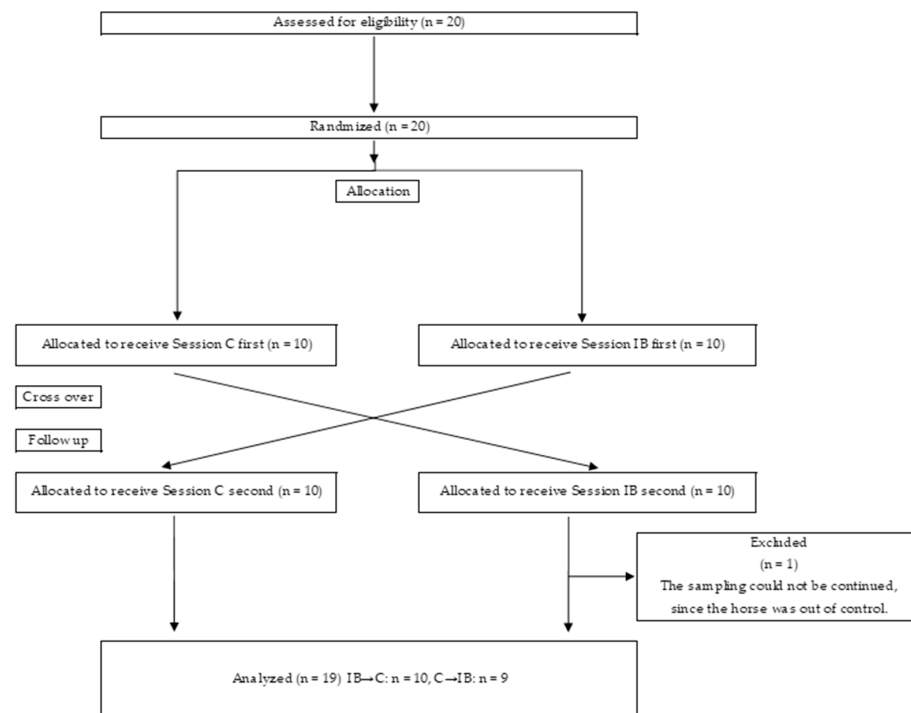 Assessed for eligibility (n = 20)
Randmized (n = 20)
Allocation
Allocated to receive Session C first (n = 10)
Allocated to receive Session IB first (n = 10)
Cross over
Follow up
Allocated to receive Session C second (n = 10)
Allocated to receive Session IB second (n = 10)
Excluded
(n = 1)
The sampling could not be continued,
since the horse was out of control.
Analyzed (n = 19) IB→C: n = 10, C→IB: n = 9